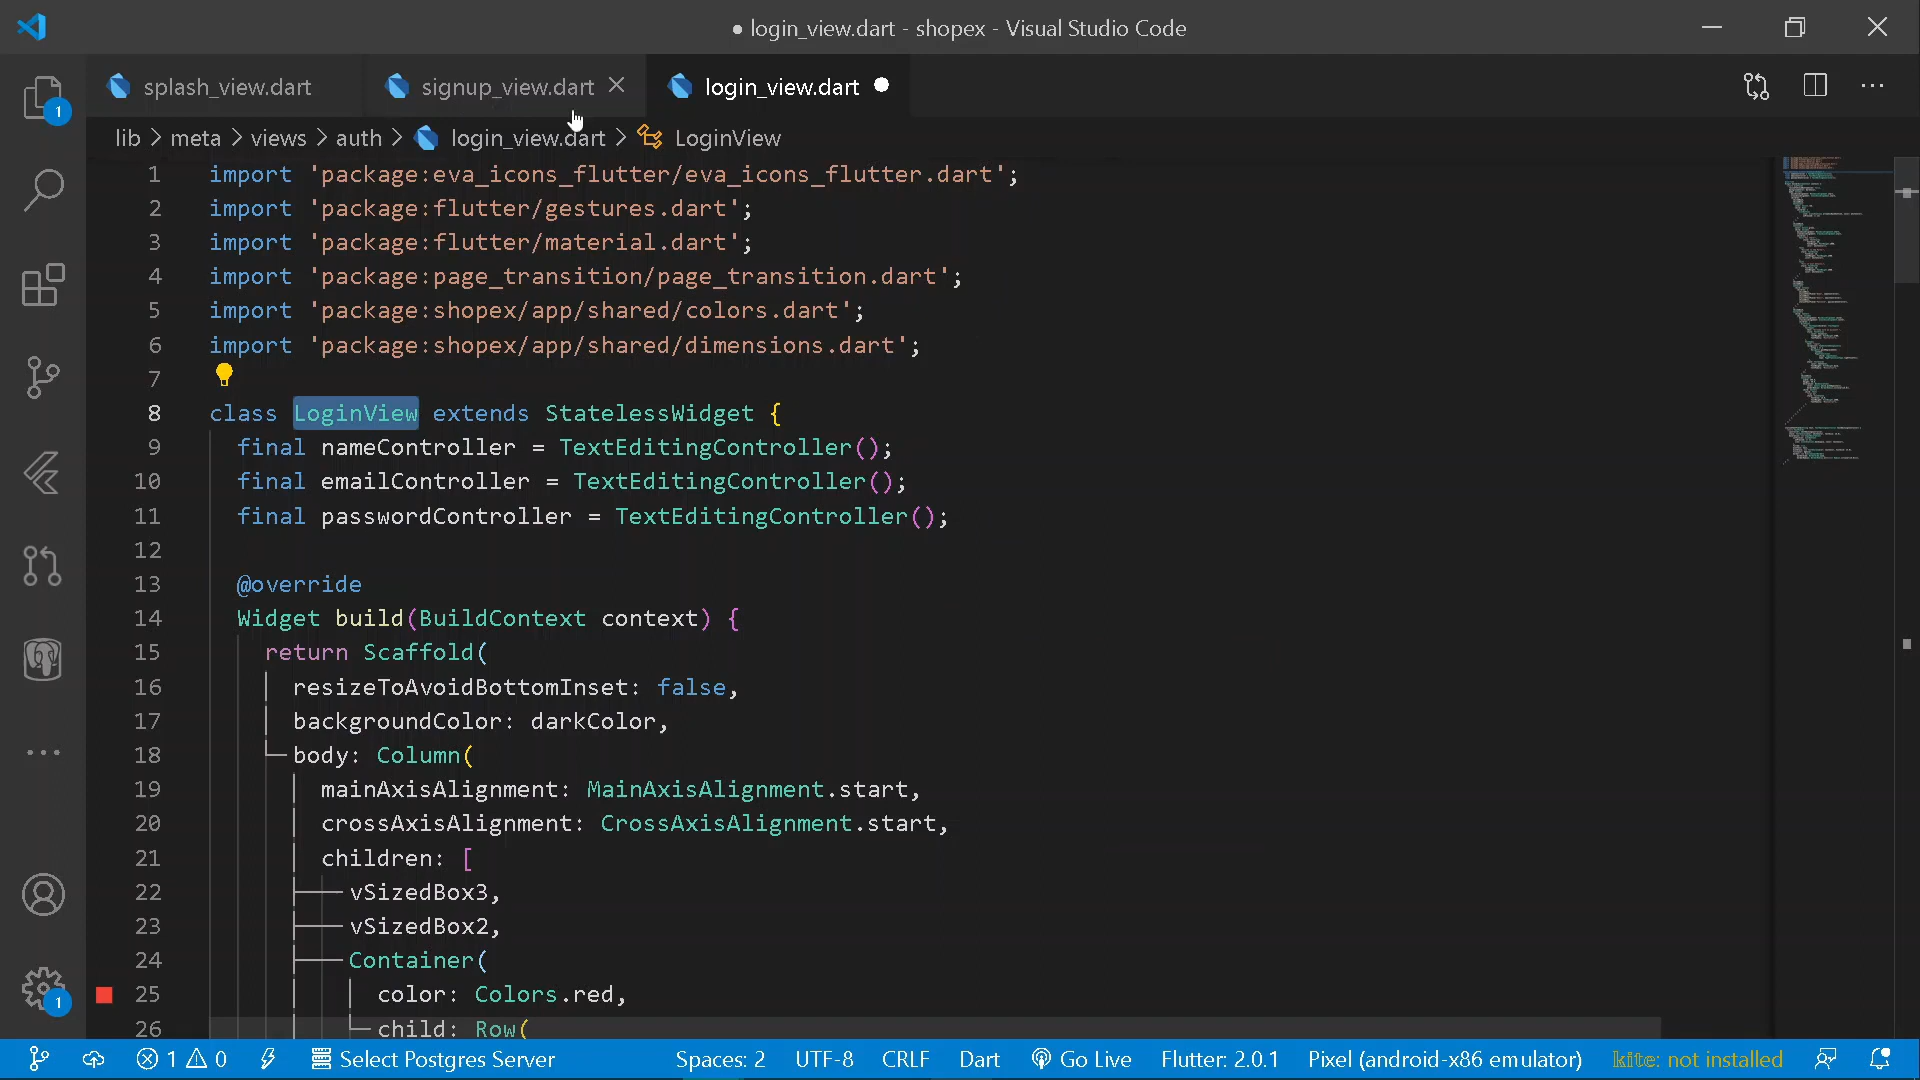 ● login_view.dart - shopex - Visual Studio Code
splash_view.dart signup_view.dart login_view.dart ●
lib > meta > views > auth > login_view.dart > LoginView
1 import 'package:eva_icons_flutter/eva_icons_flutter.dart';
2 import 'package:flutter/gestures.dart';
3 import 'package:flutter/material.dart';
4 import 'package:page_transition/page_transition.dart';
5 import 'package:shopex/app/shared/colors.dart';
6 import 'package:shopex/app/shared/dimensions.dart';
7
8 class LoginView extends StatelessWidget {
9 final nameController = TextEditingController();
10 final emailController = TextEditingController();
11 final passwordController = TextEditingController();
12
13 @override
14 Widget build(BuildContext context) {
15 return Scaffold(
16 resizeToAvoidBottomInset: false,
17 backgroundColor: darkColor,
18 body: Column(
19 mainAxisAlignment: MainAxisAlignment.start,
20 crossAxisAlignment: CrossAxisAlignment.start,
21 children: [
22 vSizedBox3,
23 vSizedBox2,
24 Container(
25 color: Colors.red,
26 child: Row(
1
1
1 0 Select Postgres Server Spaces: 2 UTF-8 CRLF Dart Go Live Flutter: 2.0.1 Pixel (android-x86 emulator) kite: not installed